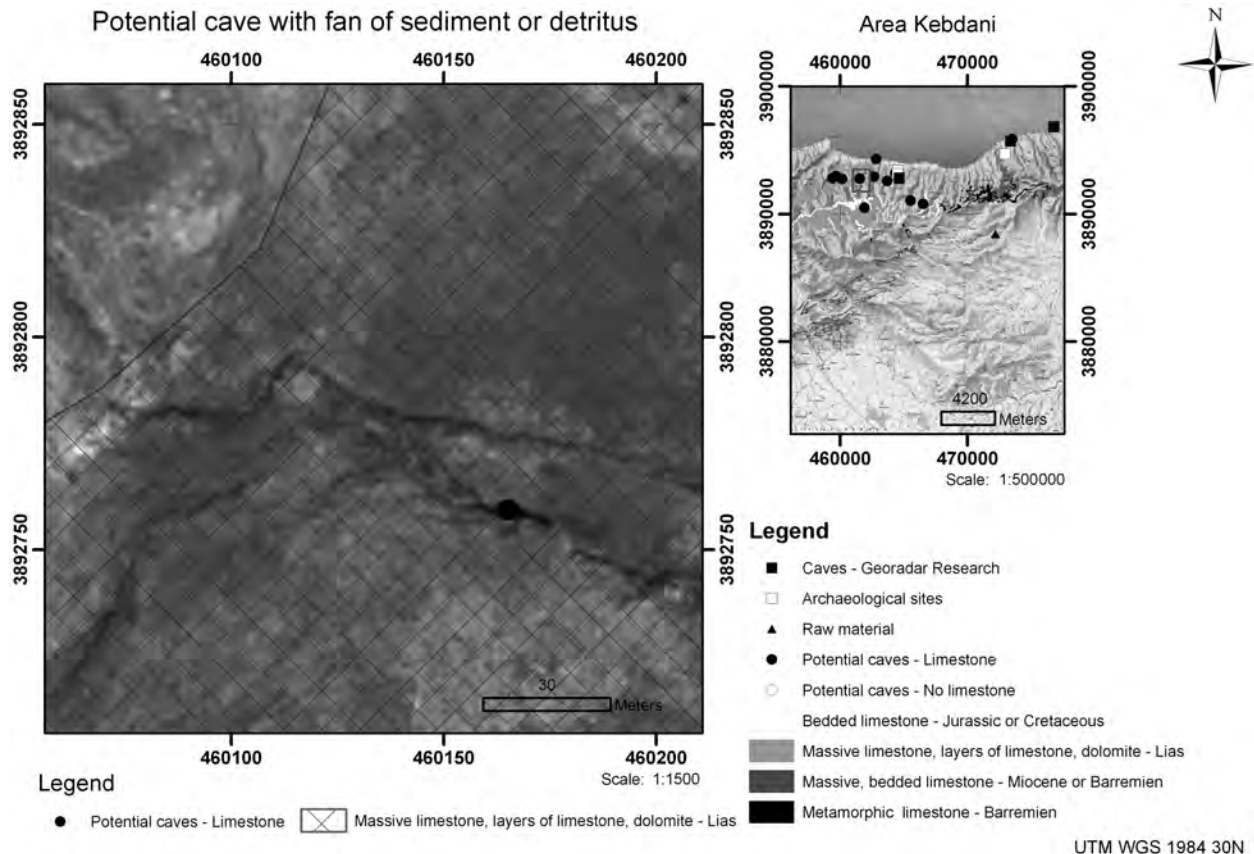 Potential cave with fan of sediment or detritus
460100 460150 460200
3892850 3892850
3892800 3892800
3892750 3892750
30
Meters
460100 460150 460200
Scale: 1:1500
Legend
Potential caves - Limestone
Massive limestone, layers of limestone, dolomite - Lias
Area Kebdani
N
460000 470000
3900000 3900000
3890000 3890000
3880000 3880000
4200
Meters
460000 470000
Scale: 1:500000
Legend
Caves - Georadar Research
Archaeological sites
Raw material
Potential caves - Limestone
Potential caves - No limestone
Bedded limestone - Jurassic or Cretaceous
Massive limestone, layers of limestone, dolomite - Lias
Massive, bedded limestone - Miocene or Barremien
Metamorphic limestone - Barremien
UTM WGS 1984 30N